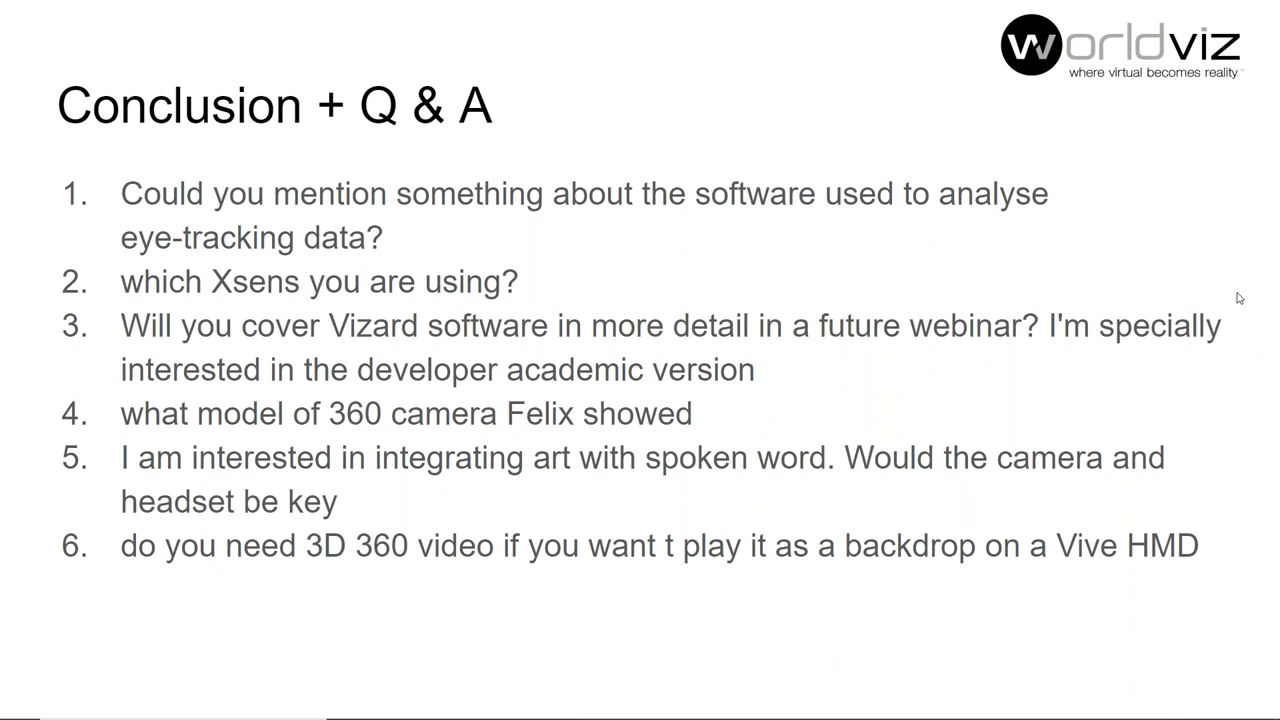 worldviz
where virtual becomes reality™
Conclusion + Q & A
1. Could you mention something about the software used to analyse
eye-tracking data?
2. which Xsens you are using?
3. Will you cover Vizard software in more detail in a future webinar? I'm specially
interested in the developer academic version
4. what model of 360 camera Felix showed
5. I am interested in integrating art with spoken word. Would the camera and
headset be key
6. do you need 3D 360 video if you want t play it as a backdrop on a Vive HMD